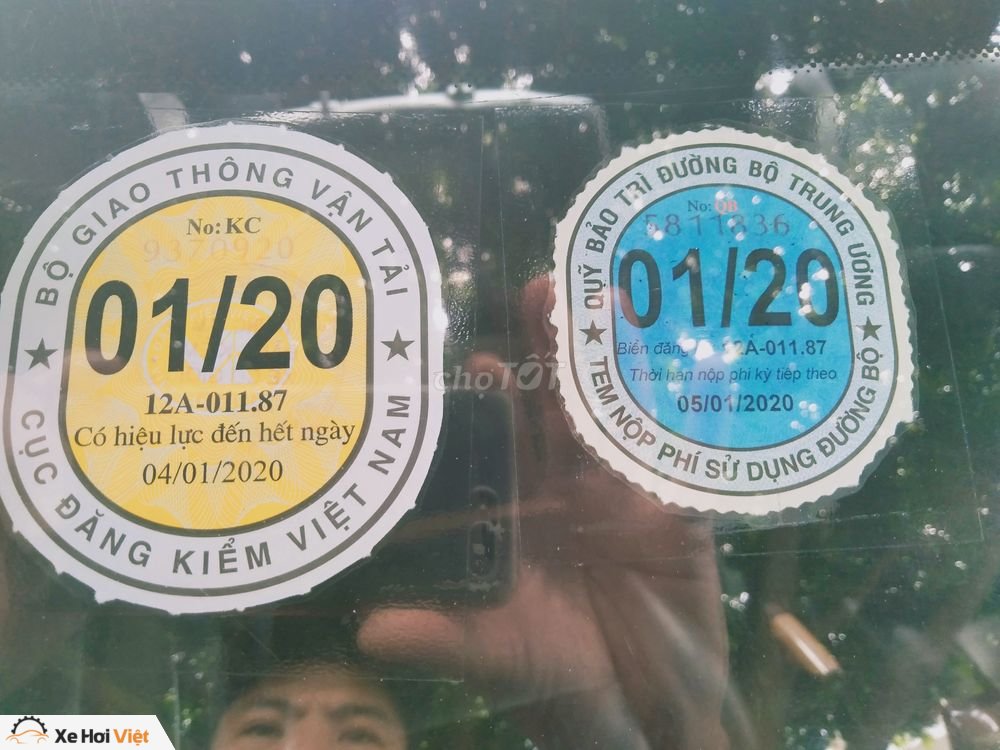 BỘ GIAO THÔNG VẬN TẢI
No: KC
9370920
01/20
12A-011.87
Có hiệu lực đến hết ngày
04/01/2020
CỤC ĐĂNG KIỂM VIỆT NAM
QUỸ BẢO TRÌ ĐƯỜNG BỘ TRUNG ƯƠNG
No: QB
5811836
01/20
Biển đăng 12A-011.87
Thời hạn nộp phí kỳ tiếp theo
05/01/2020
TEM NỘP PHÍ SỬ DỤNG ĐƯỜNG BỘ
choTỐT
Xe Hơi Việt